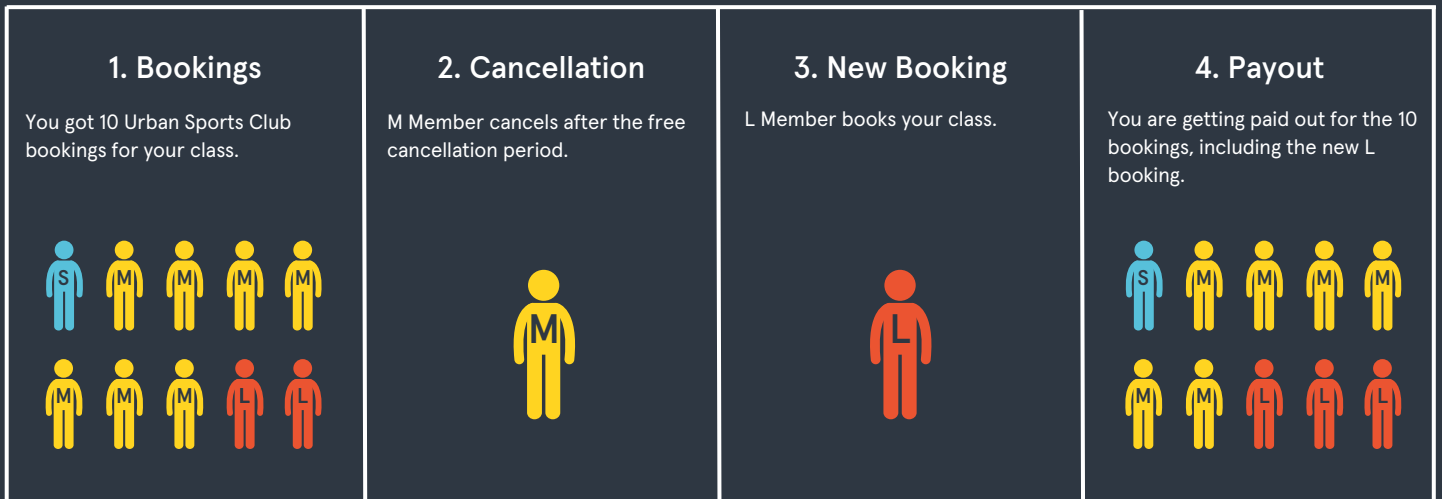 1. Bookings
You got 10 Urban Sports Club
bookings for your class.
S M M M M
M M M L L
2. Cancellation
M Member cancels after the free
cancellation period.
M
3. New Booking
L Member books your class.
L
4. Payout
You are getting paid out for the 10
bookings, including the new L
booking.
S M M M M
M M L L L